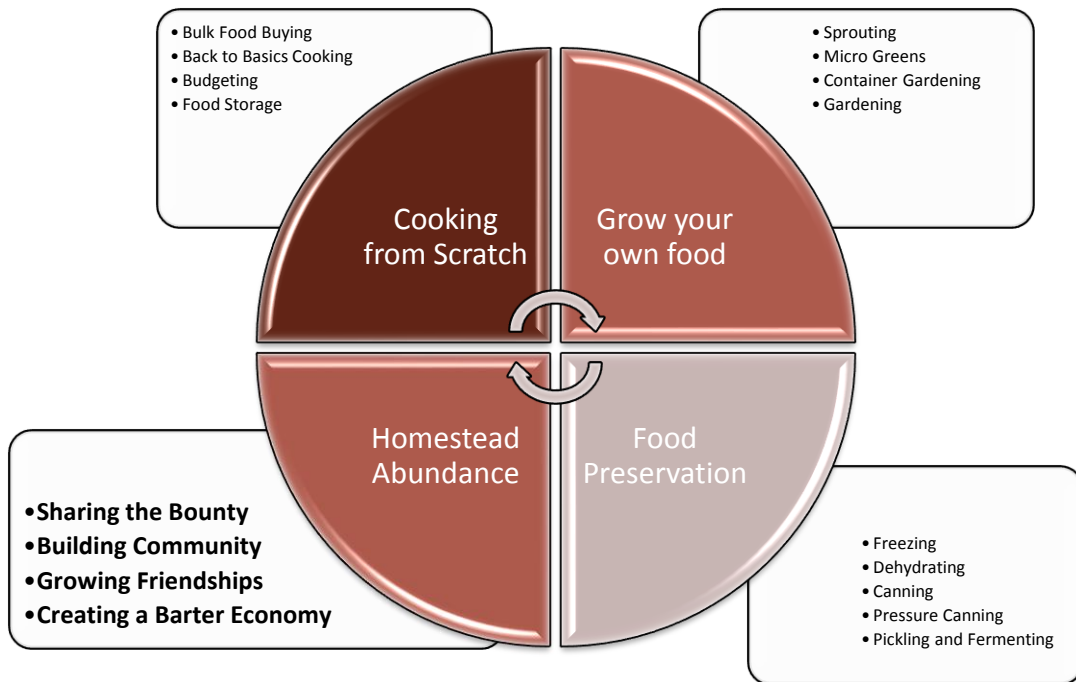 • Bulk Food Buying
• Back to Basics Cooking
• Budgeting
• Food Storage
• Sprouting
• Micro Greens
• Container Gardening
• Gardening
Cooking
from Scratch
Grow your
own food
Homestead
Abundance
Food
Preservation
•Sharing the Bounty
•Building Community
•Growing Friendships
•Creating a Barter Economy
• Freezing
• Dehydrating
• Canning
• Pressure Canning
• Pickling and Fermenting